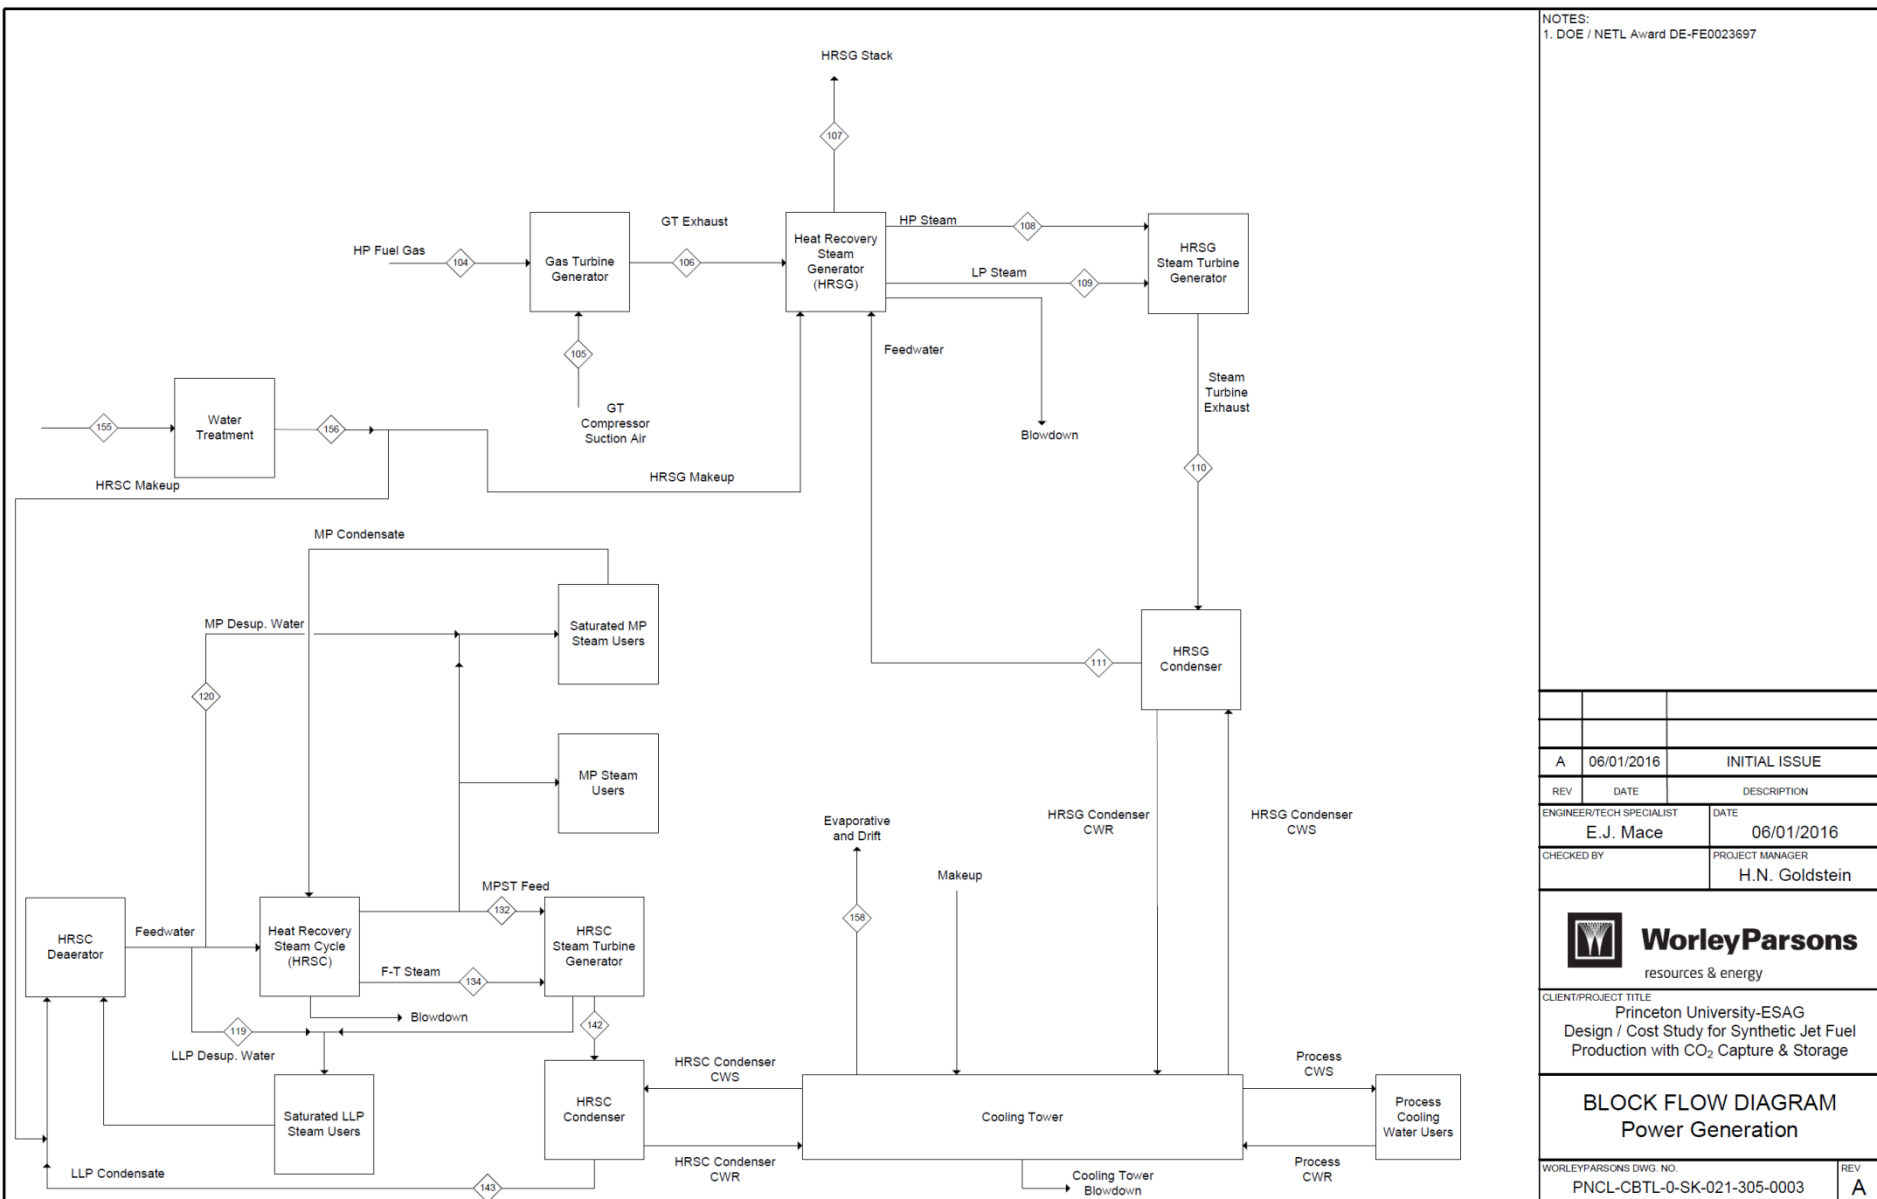 NOTES:
1. DOE / NETL Award DE-FE0023697
HRSG Stack
107
GT Exhaust
HP Fuel Gas
104
Gas Turbine
Generator
106
Heat Recovery
Steam
Generator
(HRSG)
HP Steam
108
LP Steam
109
HRSG
Steam Turbine
Generator
105
GT
Compressor
Suction Air
Feedwater
Blowdown
Steam
Turbine
Exhaust
110
155
Water
Treatment
156
HRSC Makeup
HRSG Makeup
MP Condensate
MP Desup. Water
120
Saturated MP
Steam Users
111
HRSG
Condenser
MP Steam
Users
Evaporative
and Drift
158
Makeup
HRSG Condenser
CWR
HRSG Condenser
CWS
HRSC
Deaerator
Feedwater
Heat Recovery
Steam Cycle
(HRSC)
MPST Feed
132
F-T Steam
134
HRSC
Steam Turbine
Generator
Blowdown
119
LLP Desup. Water
142
Saturated LLP
Steam Users
HRSC
Condenser
HRSC Condenser
CWS
HRSC Condenser
CWR
Cooling Tower
Process
CWS
Process
CWR
Process
Cooling
Water Users
LLP Condensate
143
Cooling Tower
Blowdown
A 06/01/2016 INITIAL ISSUE
REV DATE DESCRIPTION
ENGINEER/TECH SPECIALIST DATE
E.J. Mace 06/01/2016
CHECKED BY PROJECT MANAGER
H.N. Goldstein
WorleyParsons
resources & energy
CLIENT/PROJECT TITLE
Princeton University-ESAG
Design / Cost Study for Synthetic Jet Fuel
Production with CO₂ Capture & Storage
BLOCK FLOW DIAGRAM
Power Generation
WORLEYPARSONS DWG. NO. REV
PNCL-CBTL-0-SK-021-305-0003 A